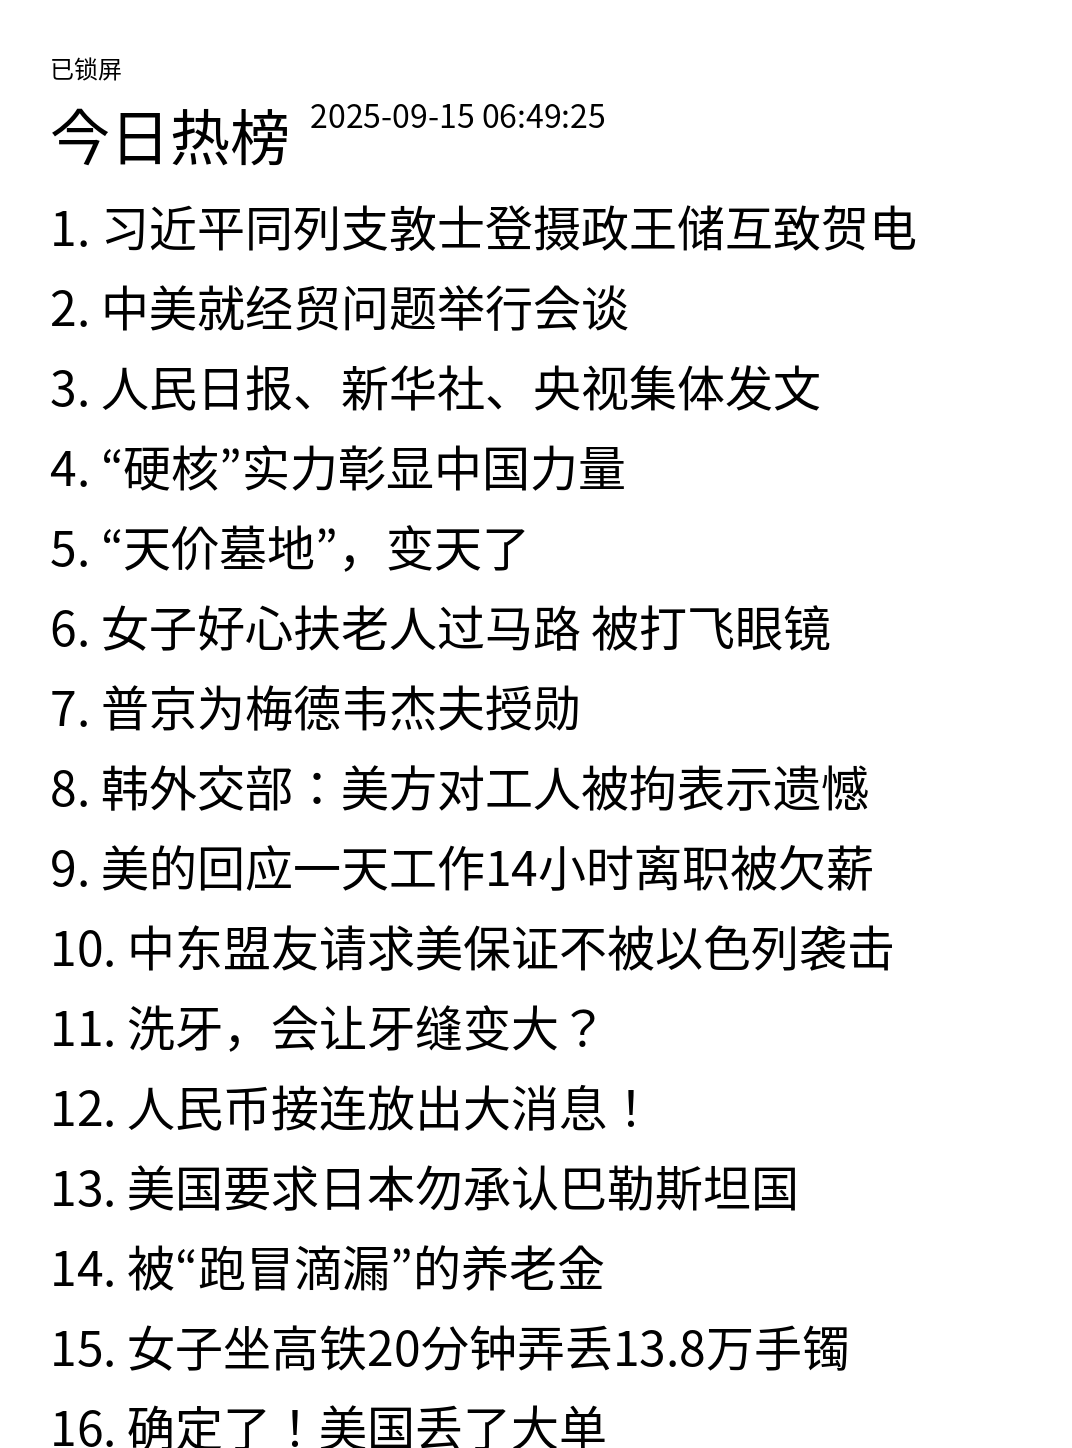 已锁屏
今日热榜 2025-09-15 06:49:25
1. 习近平同列支敦士登摄政王储互致贺电
2. 中美就经贸问题举行会谈
3. 人民日报、新华社、央视集体发文
4. “硬核”实力彰显中国力量
5. “天价墓地”，变天了
6. 女子好心扶老人过马路 被打飞眼镜
7. 普京为梅德韦杰夫授勋
8. 韩外交部：美方对工人被拘表示遗憾
9. 美的回应一天工作14小时离职被欠薪
10. 中东盟友请求美保证不被以色列袭击
11. 洗牙，会让牙缝变大？
12. 人民币接连放出大消息！
13. 美国要求日本勿承认巴勒斯坦国
14. 被“跑冒滴漏”的养老金
15. 女子坐高铁20分钟弄丢13.8万手镯
16. 确定了！美国丢了大单